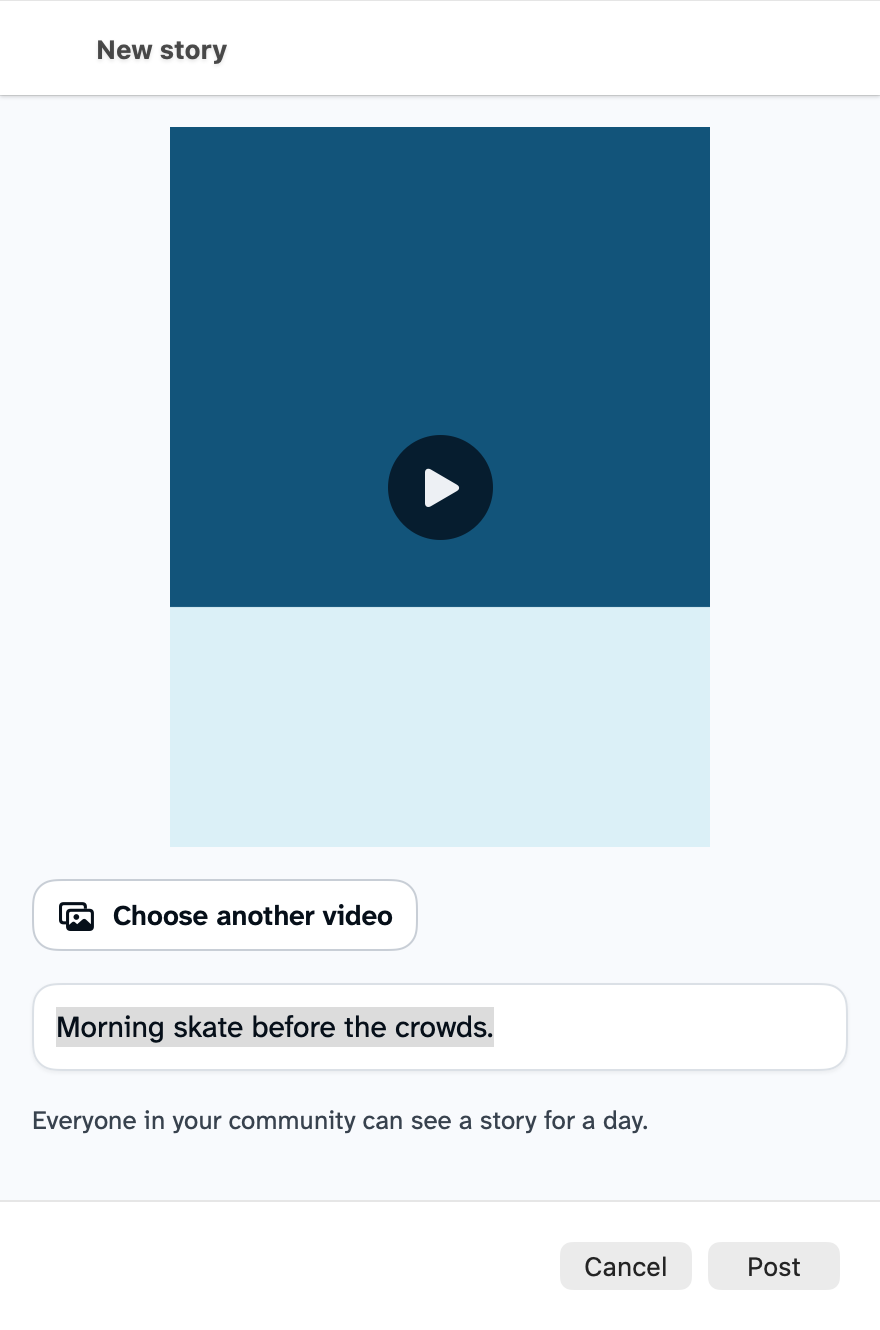 New story
Choose another video
Morning skate before the crowds.
Everyone in your community can see a story for a day.
Cancel
Post